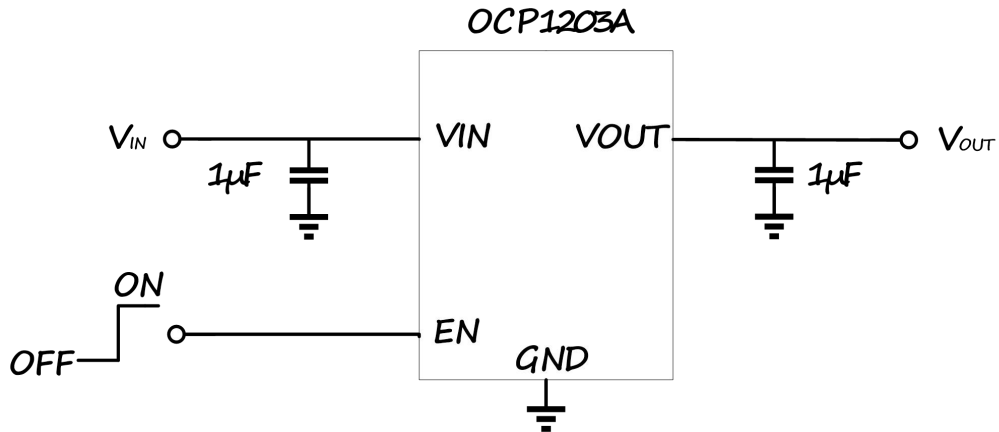 OCP1203A
VIN
VIN
VOUT
VOUT
1μF
1μF
ON
OFF
EN
GND